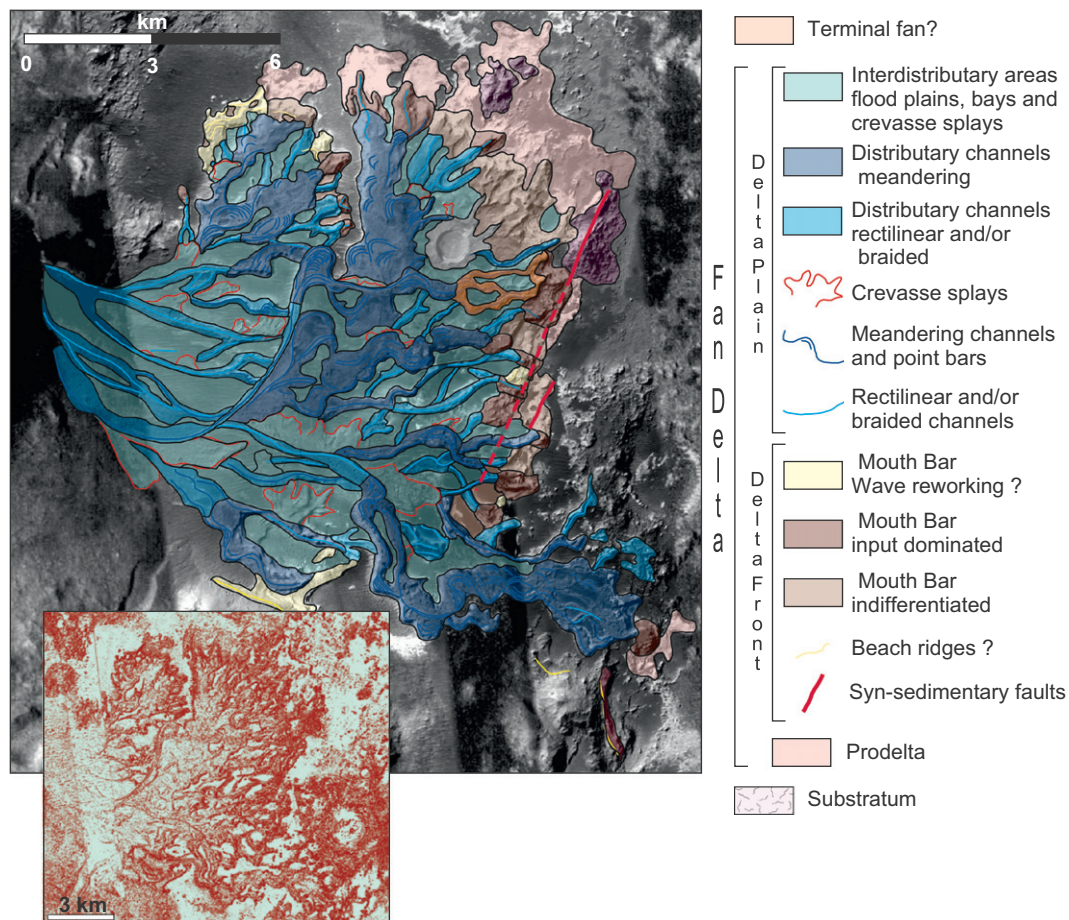 km
0
3
6
Terminal fan?
Fan Delta
Delta Plain
Interdistributary areas
flood plains, bays and
crevasse splays
Distributary channels
meandering
Distributary channels
rectilinear and/or
braided
Crevasse splays
Meandering channels
and point bars
Rectilinear and/or
braided channels
Delta Front
Mouth Bar
Wave reworking ?
Mouth Bar
input dominated
Mouth Bar
indifferentiated
Beach ridges ?
Syn-sedimentary faults
Prodelta
Substratum
3 km